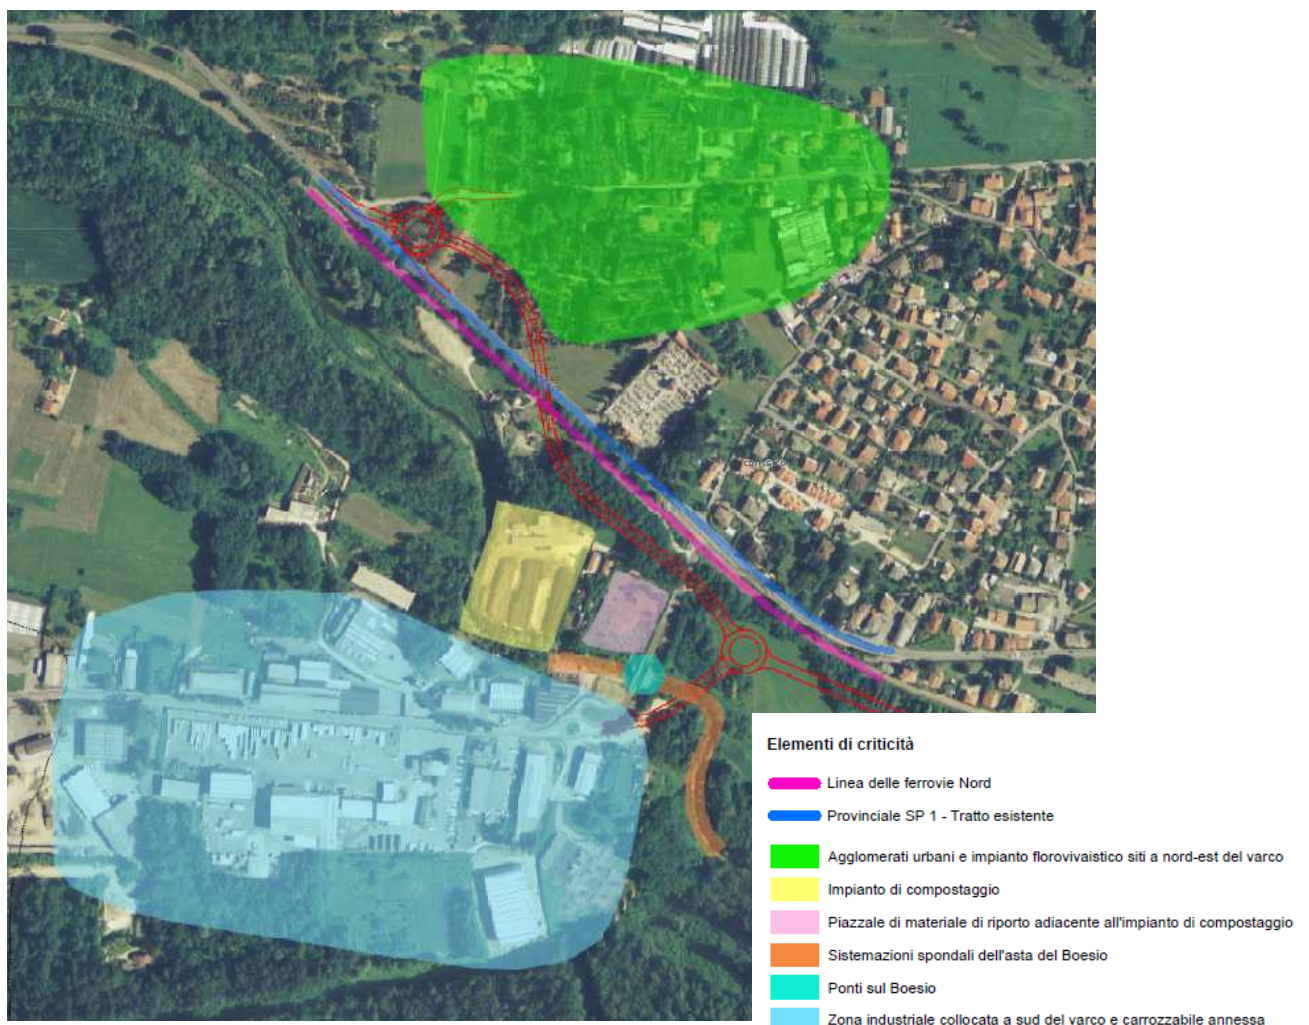 Elementi di criticità
Linea delle ferrovie Nord
Provinciale SP 1 - Tratto esistente
Agglomerati urbani e impianto florovivaistico siti a nord-est del varco
Impianto di compostaggio
Piazzale di materiale di riporto adiacente all'impianto di compostaggio
Sistemazioni spondali dell'asta del Boesio
Ponti sul Boesio
Zona industriale collocata a sud del varco e carrozzabile annessa